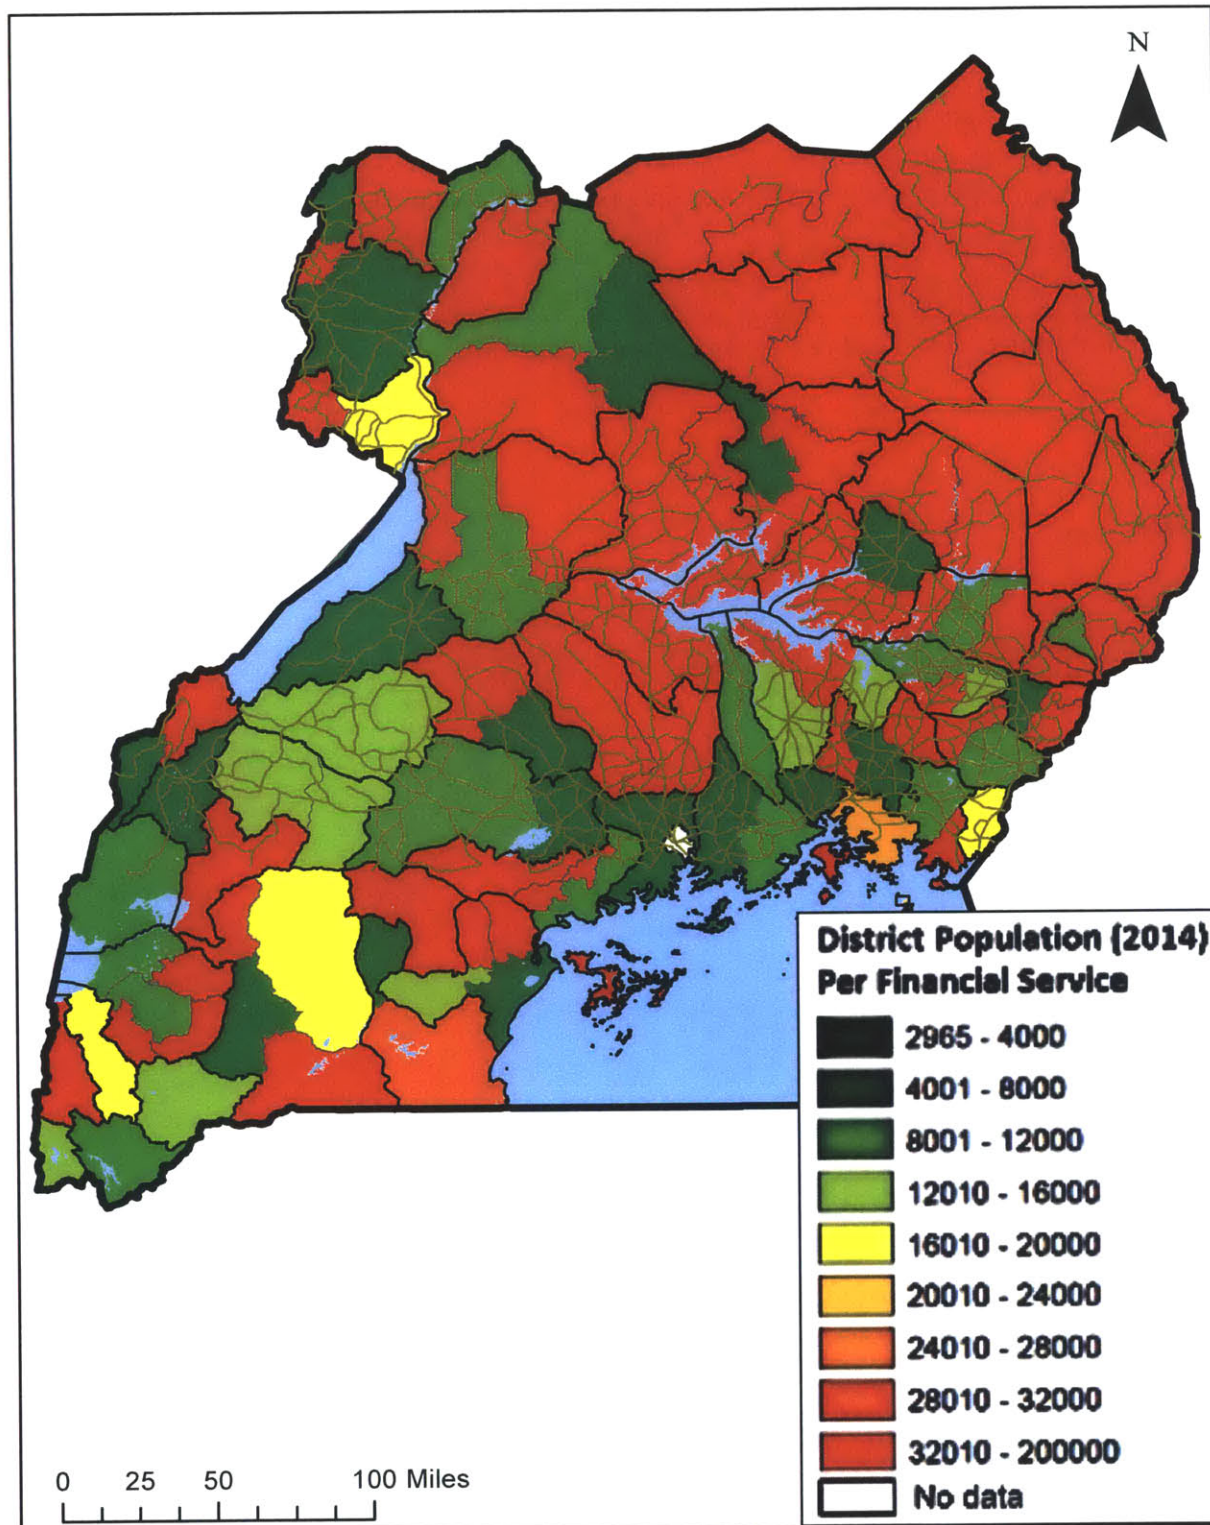 N
District Population (2014)
Per Financial Service
2965 - 4000
4001 - 8000
8001 - 12000
12010 - 16000
16010 - 20000
20010 - 24000
24010 - 28000
28010 - 32000
32010 - 200000
No data
0 25 50 100 Miles